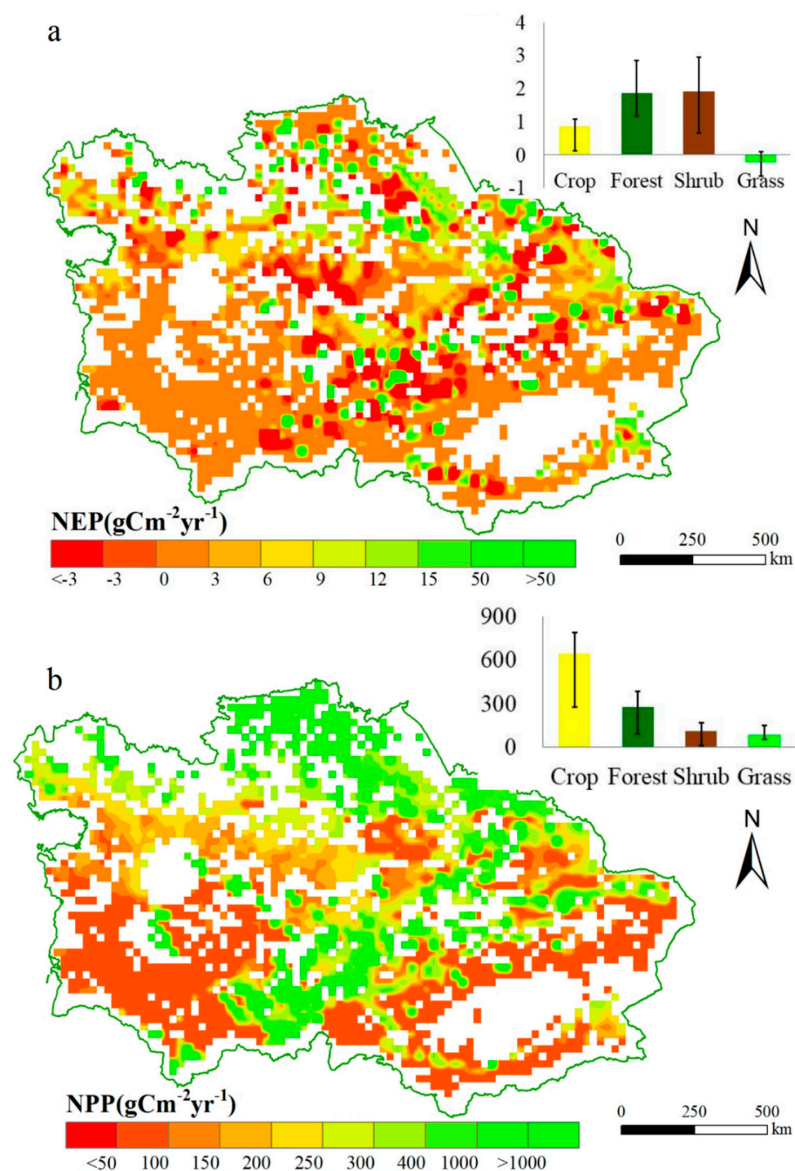 a
4
3
2
1
0
-1
Crop Forest Shrub Grass
N
NEP(gCm⁻²yr⁻¹)
<-3 -3 0 3 6 9 12 15 50 >50
0 250 500
km
b
900
600
300
0
Crop Forest Shrub Grass
N
NPP(gCm⁻²yr⁻¹)
<50 100 150 200 250 300 400 1000 >1000
0 250 500
km